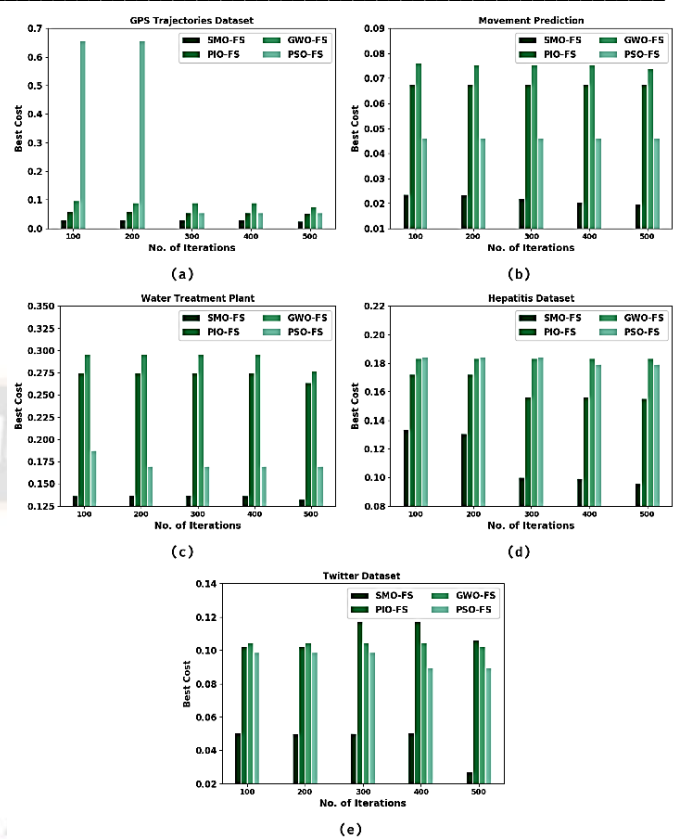 GPS Trajectories Dataset
SMO-FS
PIO-FS
GWO-FS
PSO-FS
0.7
0.6
0.5
0.4
0.3
0.2
0.1
0.0
Best Cost
100 200 300 400 500
No. of Iterations
(a)
Movement Prediction
SMO-FS
PIO-FS
GWO-FS
PSO-FS
0.09
0.08
0.07
0.06
0.05
0.04
0.03
0.02
0.01
Best Cost
100 200 300 400 500
No. of Iterations
(b)
Water Treatment Plant
SMO-FS
PIO-FS
GWO-FS
PSO-FS
0.350
0.325
0.300
0.275
0.250
0.225
0.200
0.175
0.150
0.125
Best Cost
100 200 300 400 500
No. of Iterations
(c)
Hepatitis Dataset
SMO-FS
PIO-FS
GWO-FS
PSO-FS
0.22
0.20
0.18
0.16
0.14
0.12
0.10
0.08
Best Cost
100 200 300 400 500
No. of Iterations
(d)
Twitter Dataset
SMO-FS
PIO-FS
GWO-FS
PSO-FS
0.14
0.12
0.10
0.08
0.06
0.04
0.02
Best Cost
100 200 300 400 500
No. of Iterations
(e)